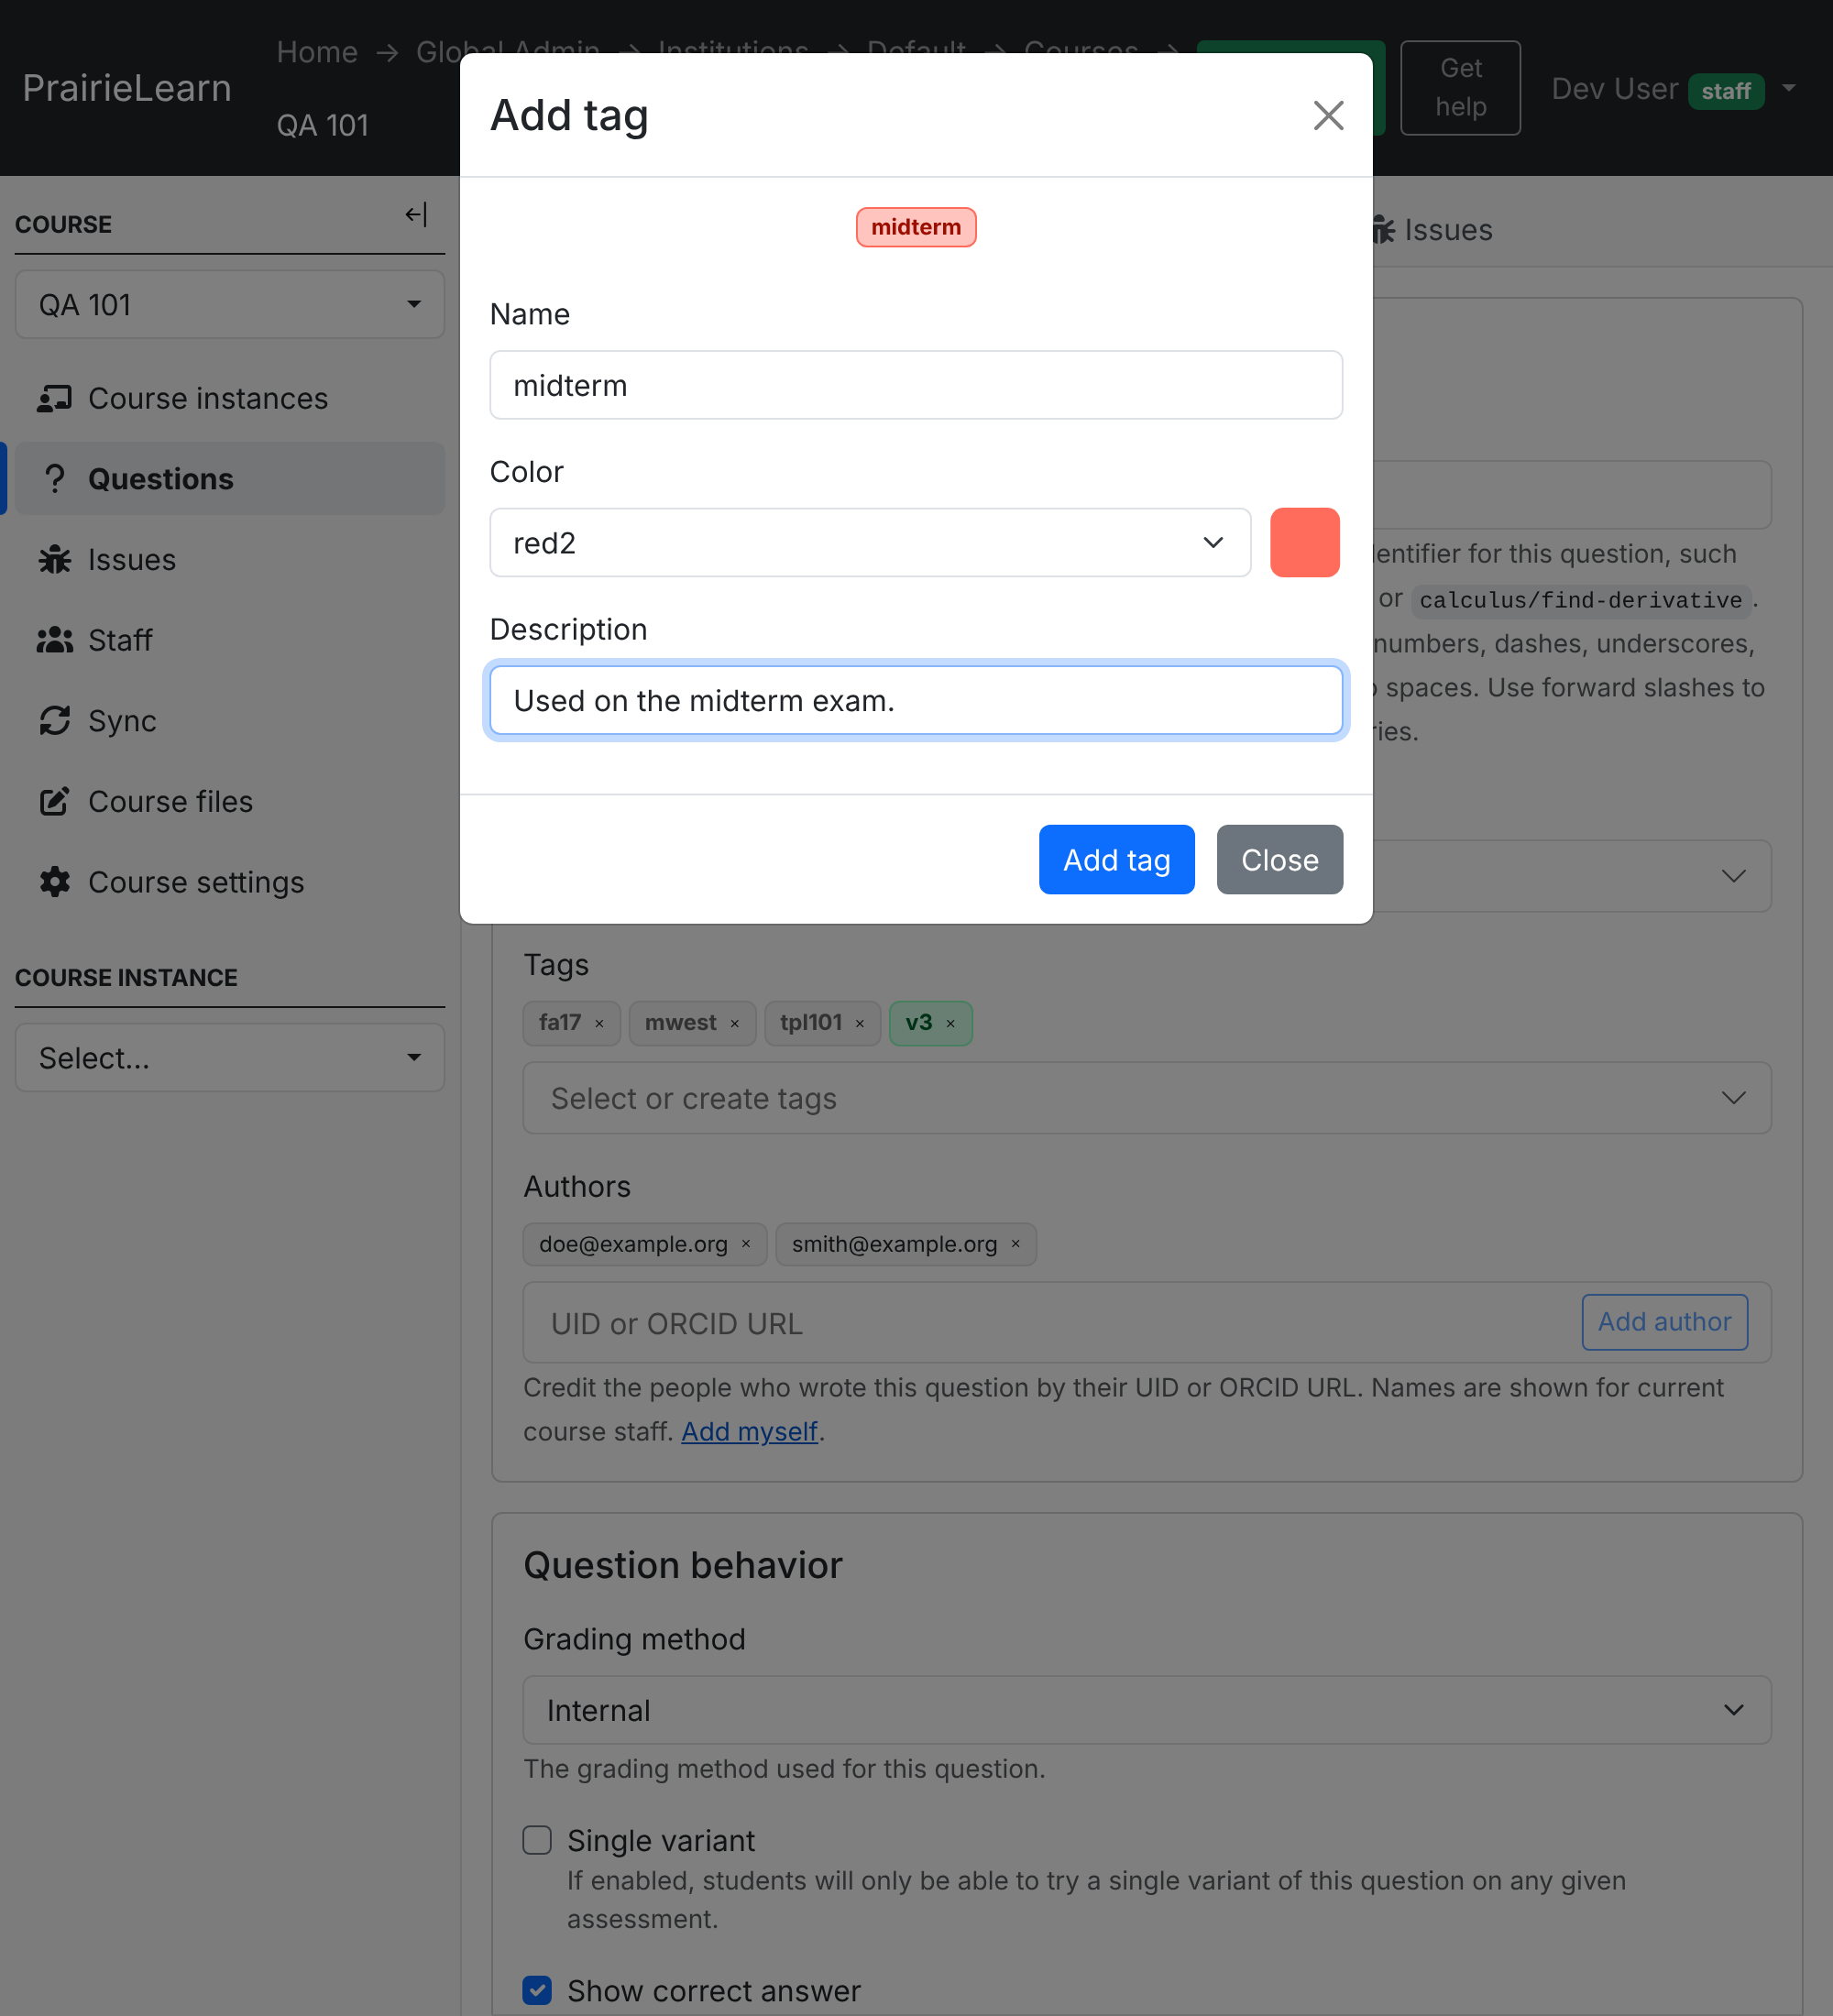 PrairieLearn
Home → Global Admin → Institutions → Default → Courses →
QA 101
Get
help
Dev User staff
Add tag
COURSE
midterm
Issues
QA 101
Name
midterm
Course instances
Color
Questions
red2
entifier for this question, such
Issues
or calculus/find-derivative.
Description
Staff
numbers, dashes, underscores,
Used on the midterm exam.
spaces. Use forward slashes to
Sync
ries.
Course files
Add tag
Close
Course settings
Tags
COURSE INSTANCE
fa17 × mwest × tpl101 × v3 ×
Select...
Select or create tags
Authors
doe@example.org × smith@example.org ×
UID or ORCID URL
Add author
Credit the people who wrote this question by their UID or ORCID URL. Names are shown for current
course staff. Add myself.
Question behavior
Grading method
Internal
The grading method used for this question.
Single variant
If enabled, students will only be able to try a single variant of this question on any given
assessment.
Show correct answer